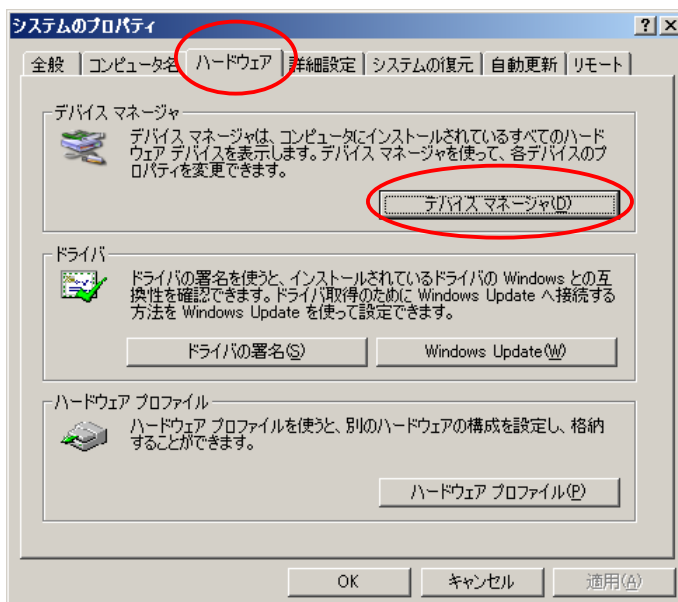 システムのプロパティ
全般 コンピュータ名 ハードウェア 詳細設定 システムの復元 自動更新 リモート
デバイス マネージャ
デバイス マネージャは、コンピュータにインストールされているすべてのハード
ウェア デバイスを表示します。デバイス マネージャを使って、各デバイスのプ
ロパティを変更できます。
デバイス マネージャ(D)
ドライバ
ドライバの署名を使うと、インストールされているドライバの Windows との互
換性を確認できます。ドライバ取得のために Windows Update へ接続する
方法を Windows Update を使って設定できます。
ドライバの署名(S) Windows Update(W)
ハードウェア プロファイル
ハードウェア プロファイルを使うと、別のハードウェアの構成を設定し、格納
することができます。
ハードウェア プロファイル(P)
OK キャンセル 適用(A)